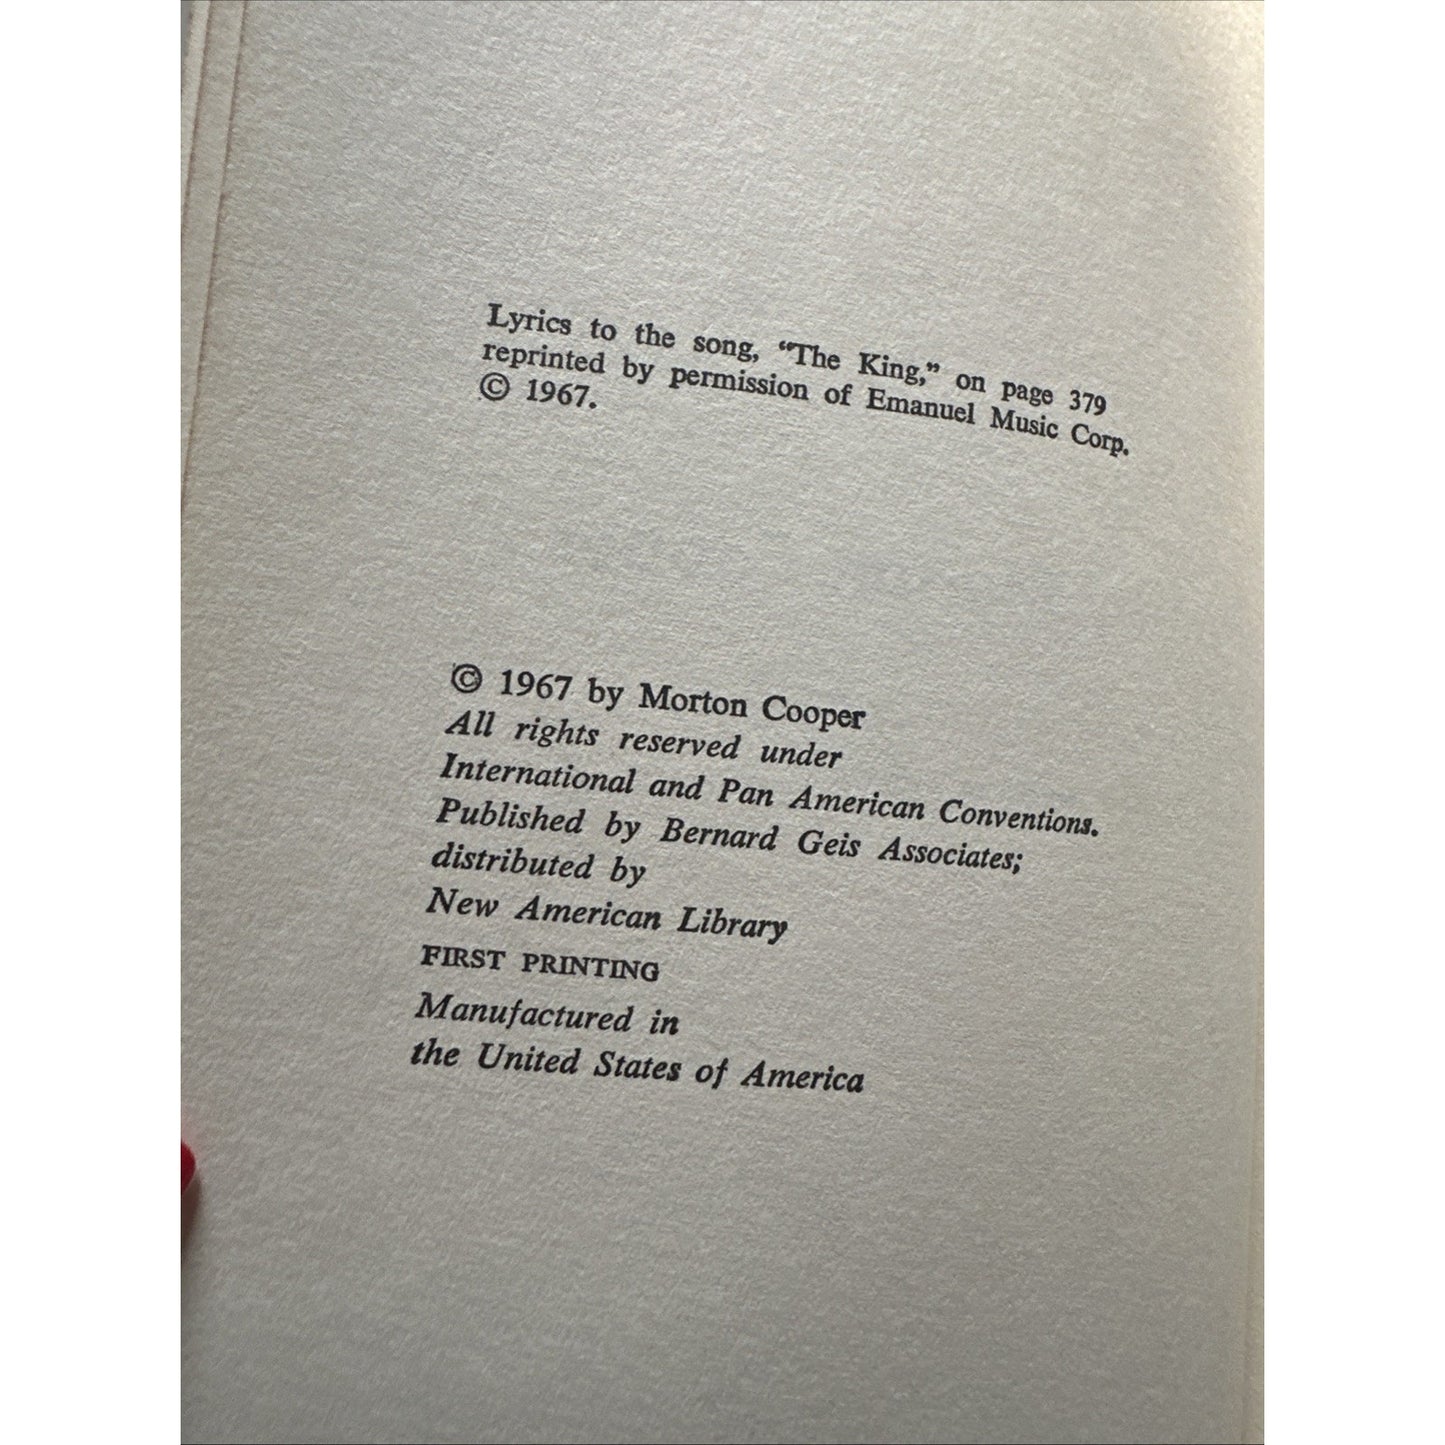 Lyrics to the song, “The King,” on page 379
reprinted by permission of Emanuel Music Corp.
© 1967.
© 1967 by Morton Cooper
All rights reserved under
International and Pan American Conventions.
Published by Bernard Geis Associates;
distributed by
New American Library
FIRST PRINTING
Manufactured in
the United States of America